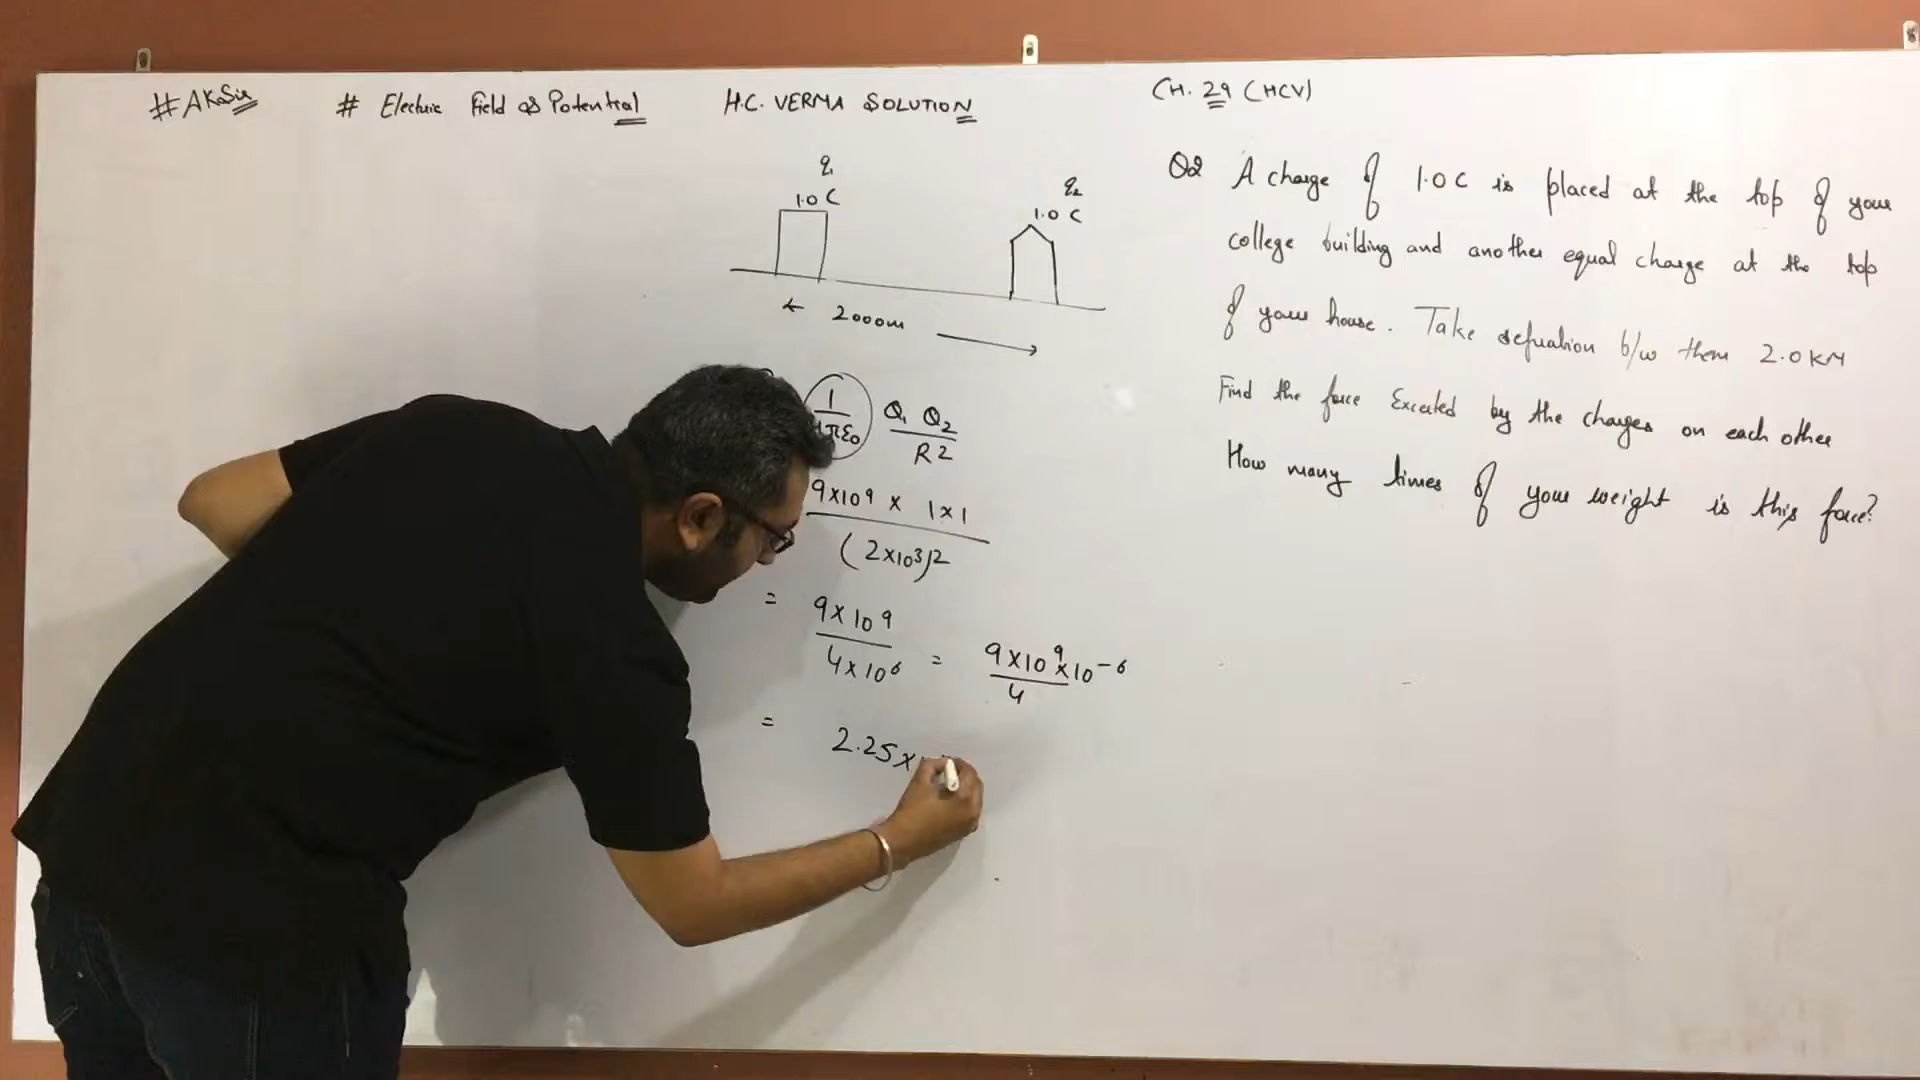 #AKSir # Electric Field & Potential H.C. VERMA SOLUTION CH. 29 (HCV)
q1
1.0 C
q2
1.0 C
← 2000m →
Q2 A charge of 1.0 C is placed at the top of your
college building and another equal charge at the top
of your house. Take sepuation b/w them 2.0 KM
Find the force Excerted by the charges on each other
How many times of your weight is this force?
1 Q1 Q2
4πε0 R2
9×10⁹ × 1×1
(2×10³)²
= 9×10⁹
4×10⁶
= 9×10⁹×10⁻⁶
4
= 2.25×